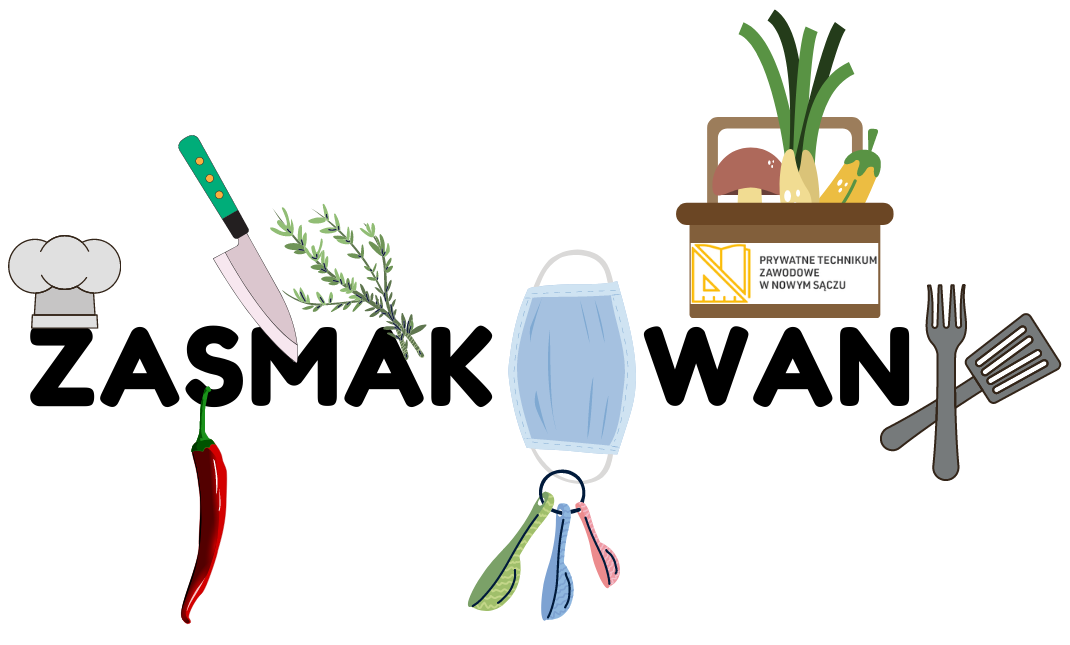 PRYWATNE TECHNIKUM
ZAWODOWE
W NOWYM SĄCZU
ZASMAK WAN